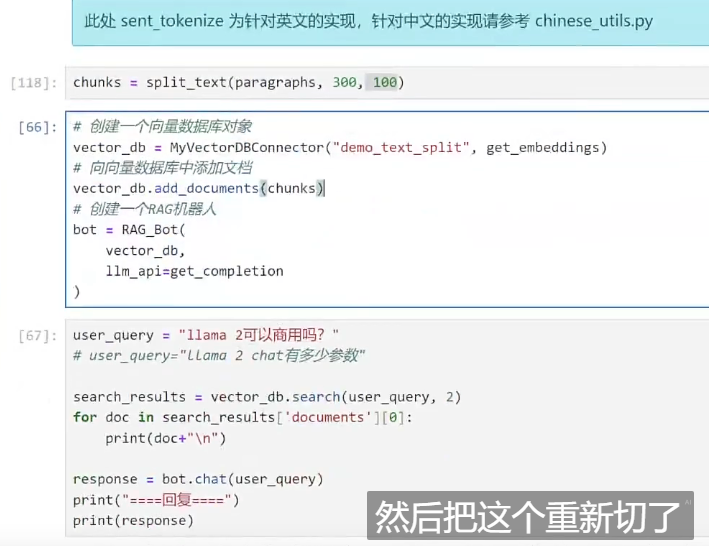 此处 sent_tokenize 为针对英文的实现，针对中文的实现请参考 chinese_utils.py
[118]: chunks = split_text(paragraphs, 300, 100)
[66]: # 创建一个向量数据库对象
vector_db = MyVectorDBConnector("demo_text_split", get_embeddings)
# 向向量数据库中添加文档
vector_db.add_documents(chunks)
# 创建一个RAG机器人
bot = RAG_Bot(
    vector_db,
    llm_api=get_completion
)
[67]: user_query = "llama 2可以商用吗？"
# user_query="llama 2 chat有多少参数"
search_results = vector_db.search(user_query, 2)
for doc in search_results['documents'][0]:
    print(doc+"\n")
response = bot.chat(user_query)
print("====回复====")
print(response)
然后把这个重新切了
AI